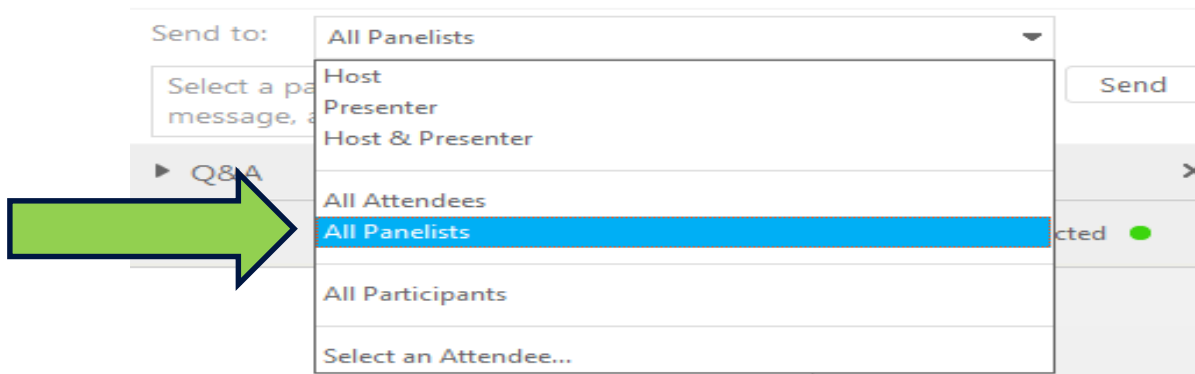 Send to:
All Panelists
Host
Select a pa
Send
Presenter
message, a
Host & Presenter
Q&A
All Attendees
All Panelists
cted
All Participants
Select an Attendee...